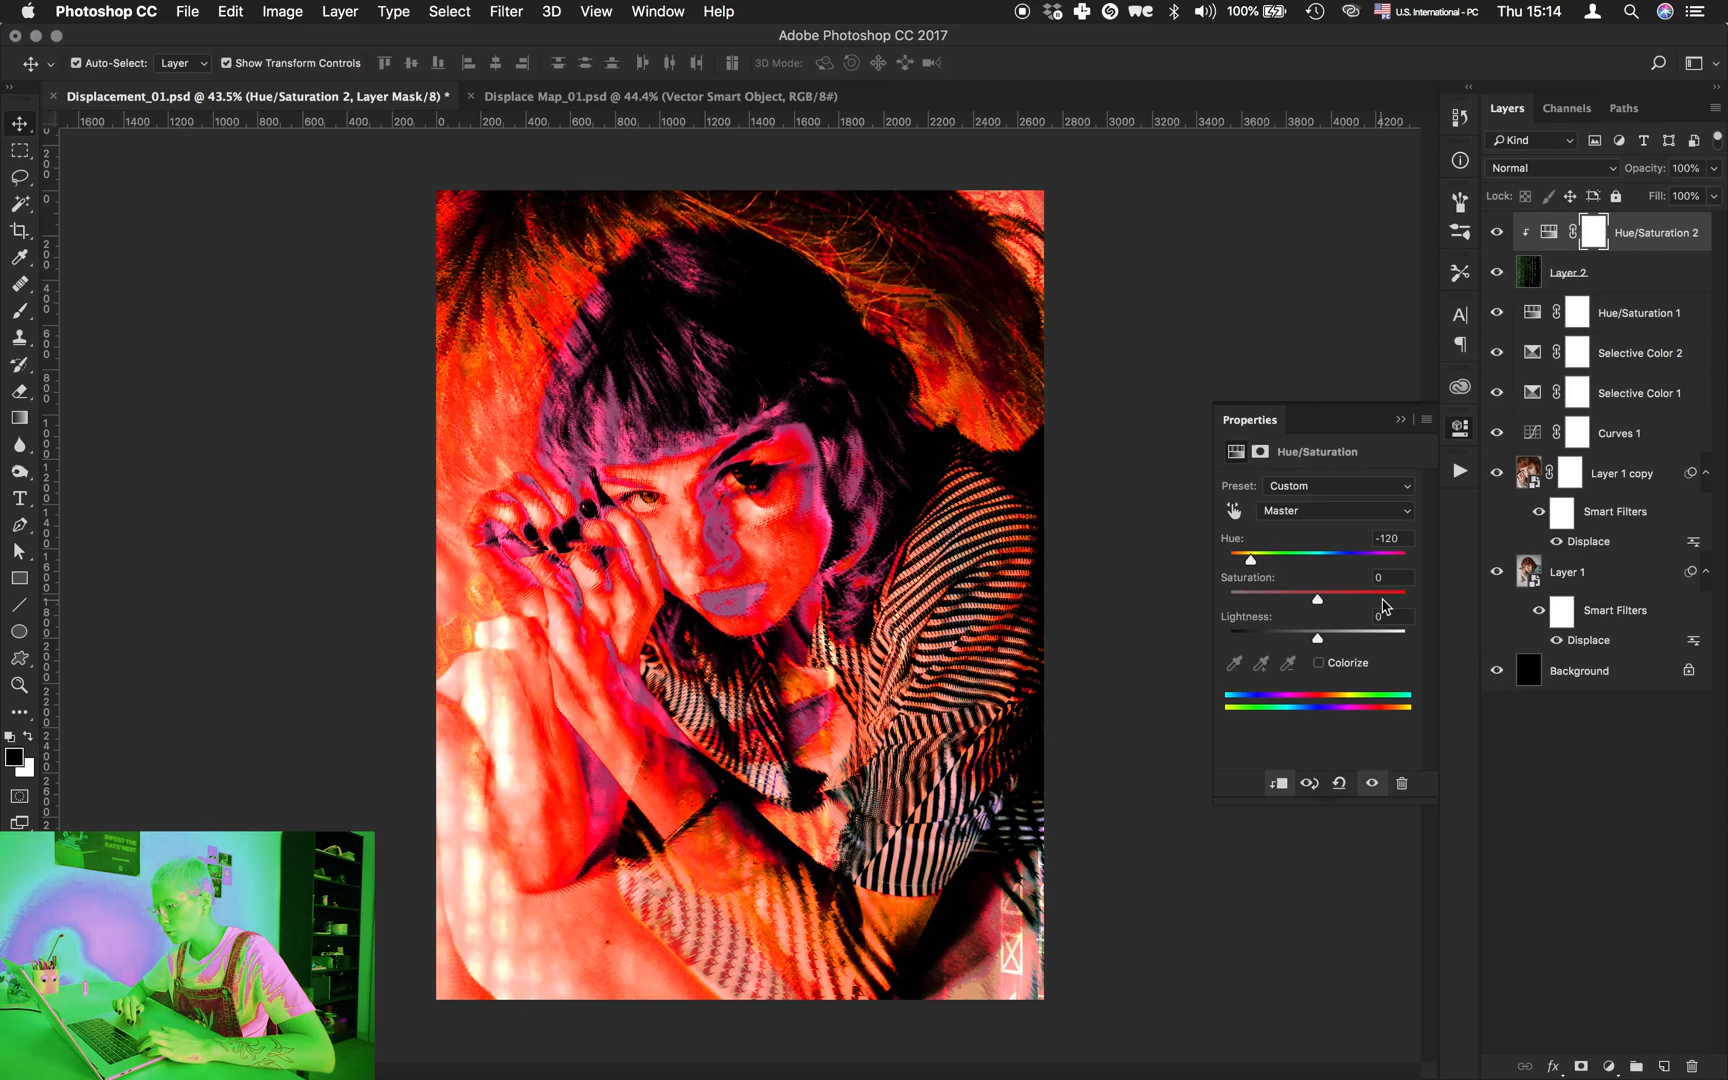 Photoshop CC File Edit Image Layer Type Select Filter 3D View Window Help 100% U.S. International - PC Thu 15:14
Adobe Photoshop CC 2017
Auto-Select: Layer Show Transform Controls 3D Mode:
Displacement_01.psd @ 43.5% (Hue/Saturation 2, Layer Mask/8) * Displace Map_01.psd @ 44.4% (Vector Smart Object, RGB/8#)
1600 1400 1200 1000 800 600 400 200 0 200 400 600 800 1000 1200 1400 1600 1800 2000 2200 2400 2600 2800 3000 3200 3400 3600 3800 4000 4200
Layers Channels Paths
Kind
Normal Opacity: 100%
Lock: Fill: 100%
Hue/Saturation 2
Layer 2
Hue/Saturation 1
Selective Color 2
Selective Color 1
Curves 1
Layer 1 copy
Smart Filters
Displace
Layer 1
Smart Filters
Displace
Background
Properties
Hue/Saturation
Preset: Custom
Master
Hue: -120
Saturation: 0
Lightness: 0
Colorize
INFEST THE
RATS' NEST